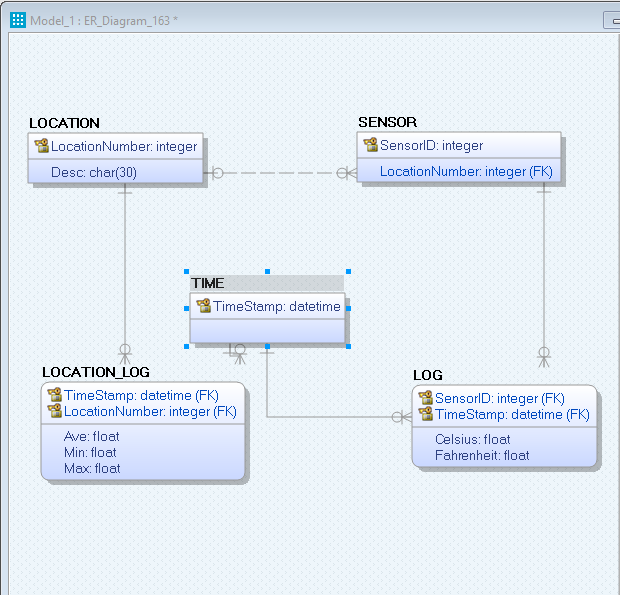 Model_1 : ER_Diagram_163 *
LOCATION
LocationNumber: integer
Desc: char(30)
SENSOR
SensorID: integer
LocationNumber: integer (FK)
TIME
TimeStamp: datetime
LOCATION_LOG
TimeStamp: datetime (FK)
LocationNumber: integer (FK)
Ave: float
Min: float
Max: float
LOG
SensorID: integer (FK)
TimeStamp: datetime (FK)
Celsius: float
Fahrenheit: float